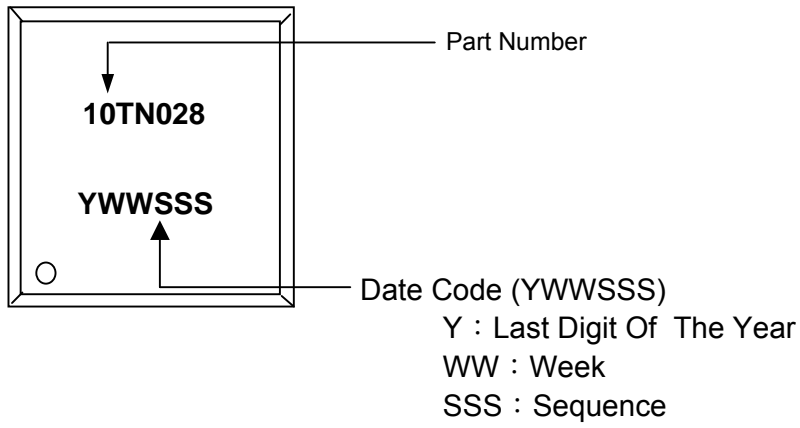 Part Number
10TN028
YWWSSS
Date Code (YWWSSS)
Y：Last Digit Of The Year
WW：Week
SSS：Sequence